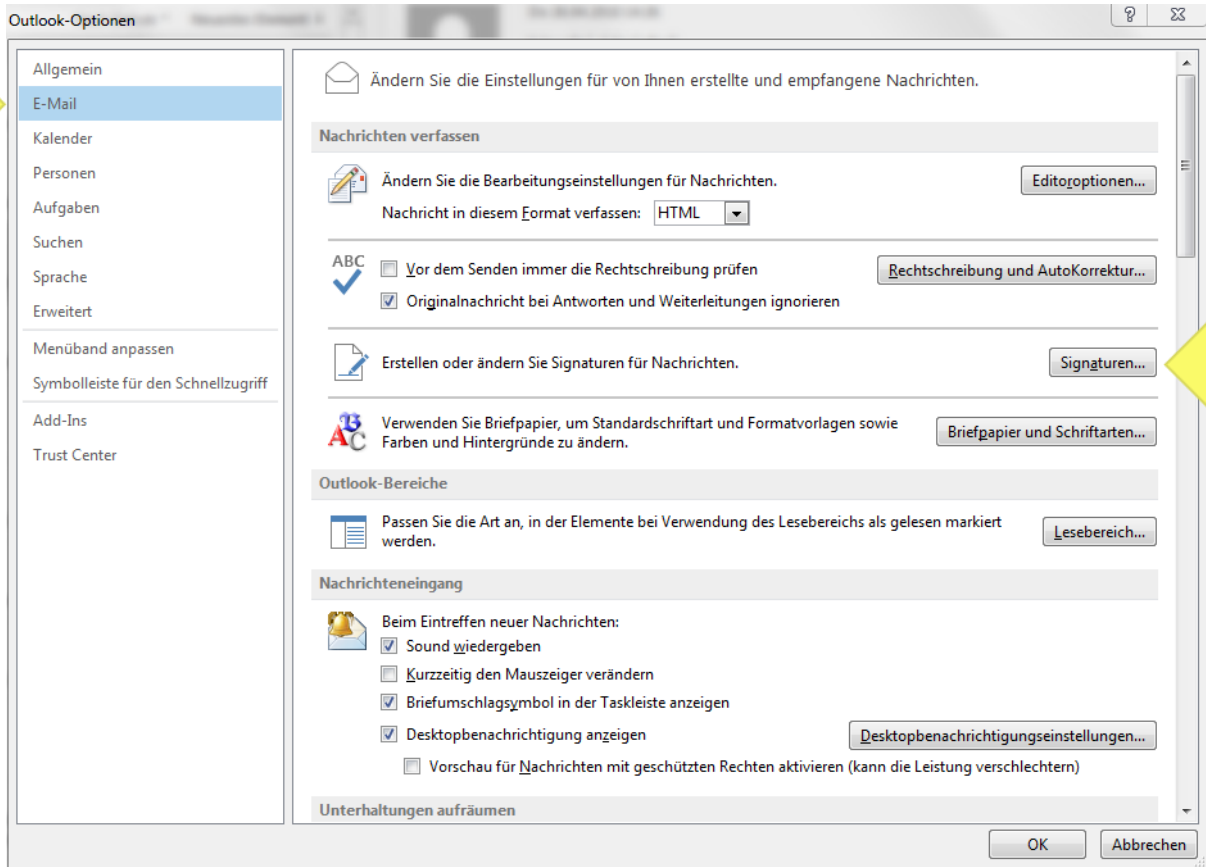 Outlook-Optionen
Allgemein
E-Mail
Kalender
Personen
Aufgaben
Suchen
Sprache
Erweitert
Menüband anpassen
Symbolleiste für den Schnellzugriff
Add-Ins
Trust Center
Ändern Sie die Einstellungen für von Ihnen erstellte und empfangene Nachrichten.
Nachrichten verfassen
Ändern Sie die Bearbeitungseinstellungen für Nachrichten.
Editoroptionen...
Nachricht in diesem Format verfassen: HTML
ABC
Vor dem Senden immer die Rechtschreibung prüfen
Rechtschreibung und AutoKorrektur...
Originalnachricht bei Antworten und Weiterleitungen ignorieren
Erstellen oder ändern Sie Signaturen für Nachrichten.
Signaturen...
Verwenden Sie Briefpapier, um Standardschriftart und Formatvorlagen sowie
Farben und Hintergründe zu ändern.
Briefpapier und Schriftarten...
Outlook-Bereiche
Passen Sie die Art an, in der Elemente bei Verwendung des Lesebereichs als gelesen markiert
werden.
Lesebereich...
Nachrichteneingang
Beim Eintreffen neuer Nachrichten:
Sound wiedergeben
Kurzzeitig den Mauszeiger verändern
Briefumschlagsymbol in der Taskleiste anzeigen
Desktopbenachrichtigung anzeigen
Desktopbenachrichtigungseinstellungen...
Vorschau für Nachrichten mit geschützten Rechten aktivieren (kann die Leistung verschlechtern)
Unterhaltungen aufräumen
OK
Abbrechen